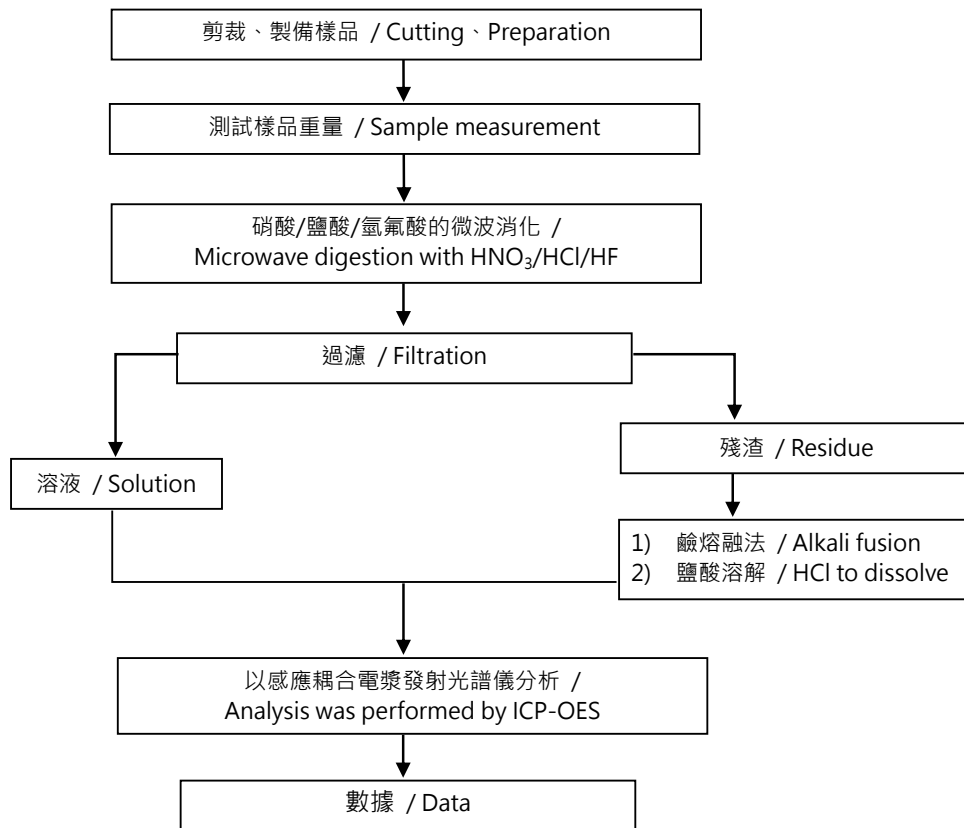 剪裁、製備樣品 / Cutting、Preparation
測試樣品重量 / Sample measurement
硝酸/鹽酸/氫氟酸的微波消化 /
Microwave digestion with HNO₃/HCl/HF
過濾 / Filtration
溶液 / Solution
殘渣 / Residue
1) 鹼熔融法 / Alkali fusion
2) 鹽酸溶解 / HCl to dissolve
以感應耦合電漿發射光譜儀分析 /
Analysis was performed by ICP-OES
數據 / Data